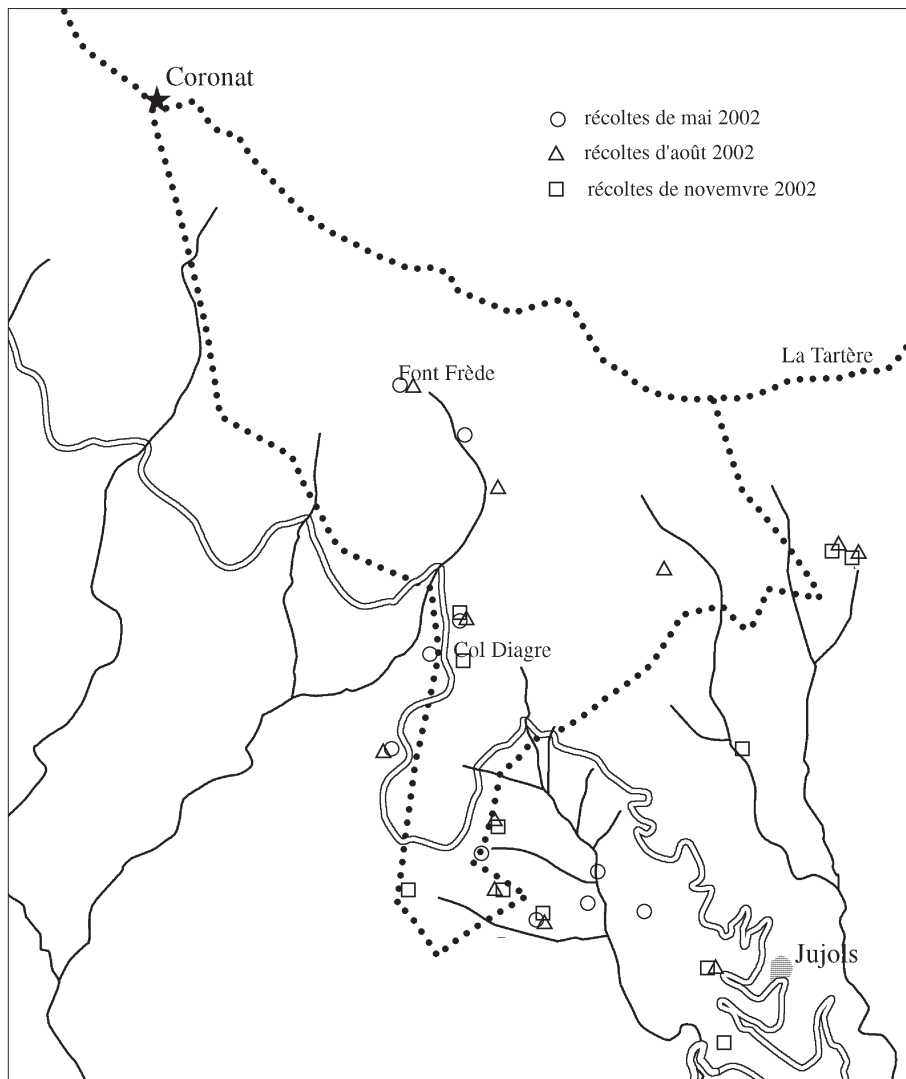 Coronat
récoltes de mai 2002
récoltes d'août 2002
récoltes de novemvre 2002
La Tartère
Font Frède
Col Diagre
Jujols